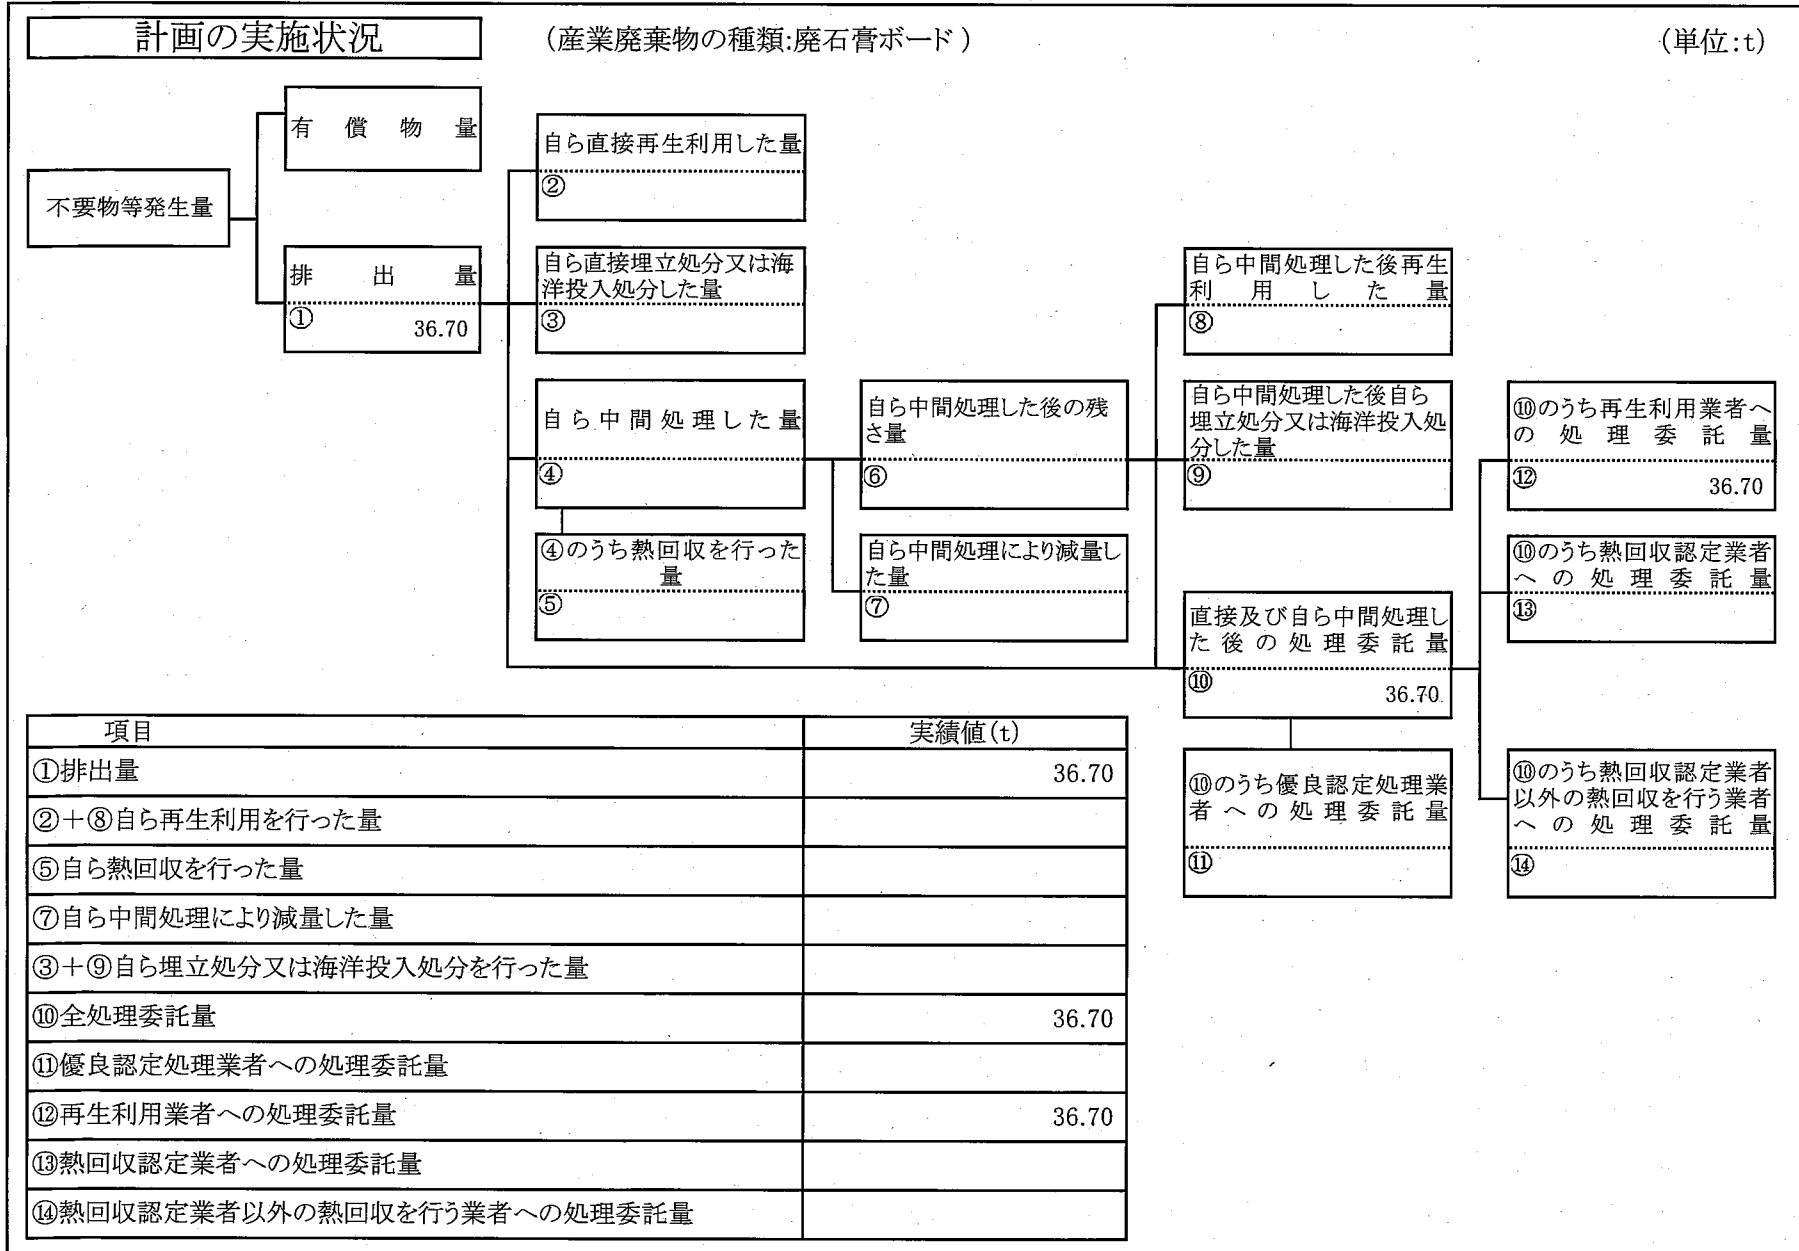 計画の実施状況
(産業廃棄物の種類:廃石膏ボード)
(単位:t)
有償物量
不要物等発生量
排出量
①
36.70
自ら直接再生利用した量
②
自ら直接埋立処分又は海
洋投入処分した量
③
自ら中間処理した量
④
④のうち熱回収を行った
量
⑤
自ら中間処理した後の残
さ量
⑥
自ら中間処理により減量し
た量
⑦
自ら中間処理した後再生
利用した量
⑧
自ら中間処理した後自ら
埋立処分又は海洋投入処
分した量
⑨
直接及び自ら中間処理し
た後の処理委託量
⑩
36.70
⑩のうち優良認定処理業
者への処理委託量
⑪
⑩のうち再生利用業者へ
の処理委託量
⑫
36.70
⑩のうち熱回収認定業者
への処理委託量
⑬
⑩のうち熱回収認定業者
以外の熱回収を行う業者
への処理委託量
⑭
項目 実績値(t)
①排出量 36.70
②+⑧自ら再生利用を行った量
⑤自ら熱回収を行った量
⑦自ら中間処理により減量した量
③+⑨自ら埋立処分又は海洋投入処分を行った量
⑩全処理委託量 36.70
⑪優良認定処理業者への処理委託量
⑫再生利用業者への処理委託量 36.70
⑬熱回収認定業者への処理委託量
⑭熱回収認定業者以外の熱回収を行う業者への処理委託量